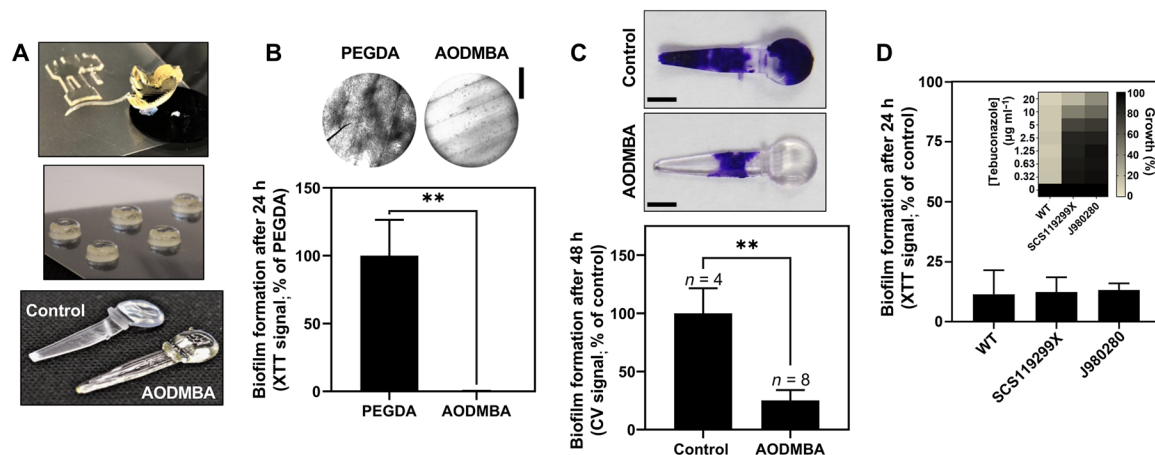 A
Control
AODMBA
B
PEGDA
AODMBA
Biofilm formation after 24 h
(XTT signal; % of PEGDA)
150
100
50
0
**
PEGDA
AODMBA
C
Control
AODMBA
Biofilm formation after 48 h
(CV signal; % of control)
150
100
50
0
**
n = 4
n = 8
Control
AODMBA
D
Biofilm formation after 24 h
(XTT signal; % of control)
100
75
50
25
0
[Tebuconazole]
(µg ml⁻¹)
20
10
5
2.5
1.25
0.63
0.32
0
WT
SCS119299X
J980280
100
80
60
40
20
0
Growth (%)
WT
SCS119299X
J980280